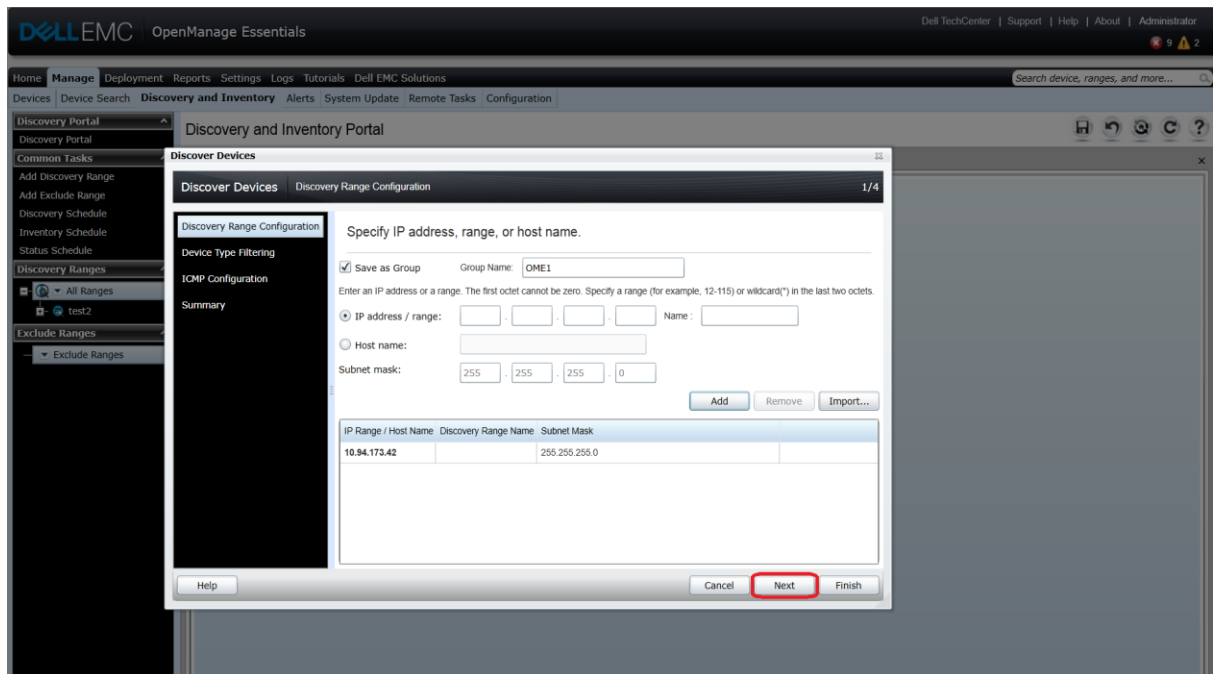 DELLEMC OpenManage Essentials
Dell TechCenter | Support | Help | About | Administrator
9 2
Home Manage Deployment Reports Settings Logs Tutorials Dell EMC Solutions
Search device, ranges, and more...
Devices Device Search Discovery and Inventory Alerts System Update Remote Tasks Configuration
Discovery Portal
Discovery Portal
Common Tasks
Add Discovery Range
Add Exclude Range
Discovery Schedule
Inventory Schedule
Status Schedule
Discovery Ranges
All Ranges
test2
Exclude Ranges
Exclude Ranges
Discovery and Inventory Portal
?
Discover Devices
Discover Devices Discovery Range Configuration 1/4
Discovery Range Configuration
Device Type Filtering
ICMP Configuration
Summary
Specify IP address, range, or host name.
Save as Group Group Name: OME1
Enter an IP address or a range. The first octet cannot be zero. Specify a range (for example, 12-115) or wildcard(*) in the last two octets.
IP address / range: . . . Name :
Host name:
Subnet mask: 255 . 255 . 255 . 0
Add Remove Import...
IP Range / Host Name Discovery Range Name Subnet Mask
10.94.173.42 255.255.255.0
Help Cancel Next Finish